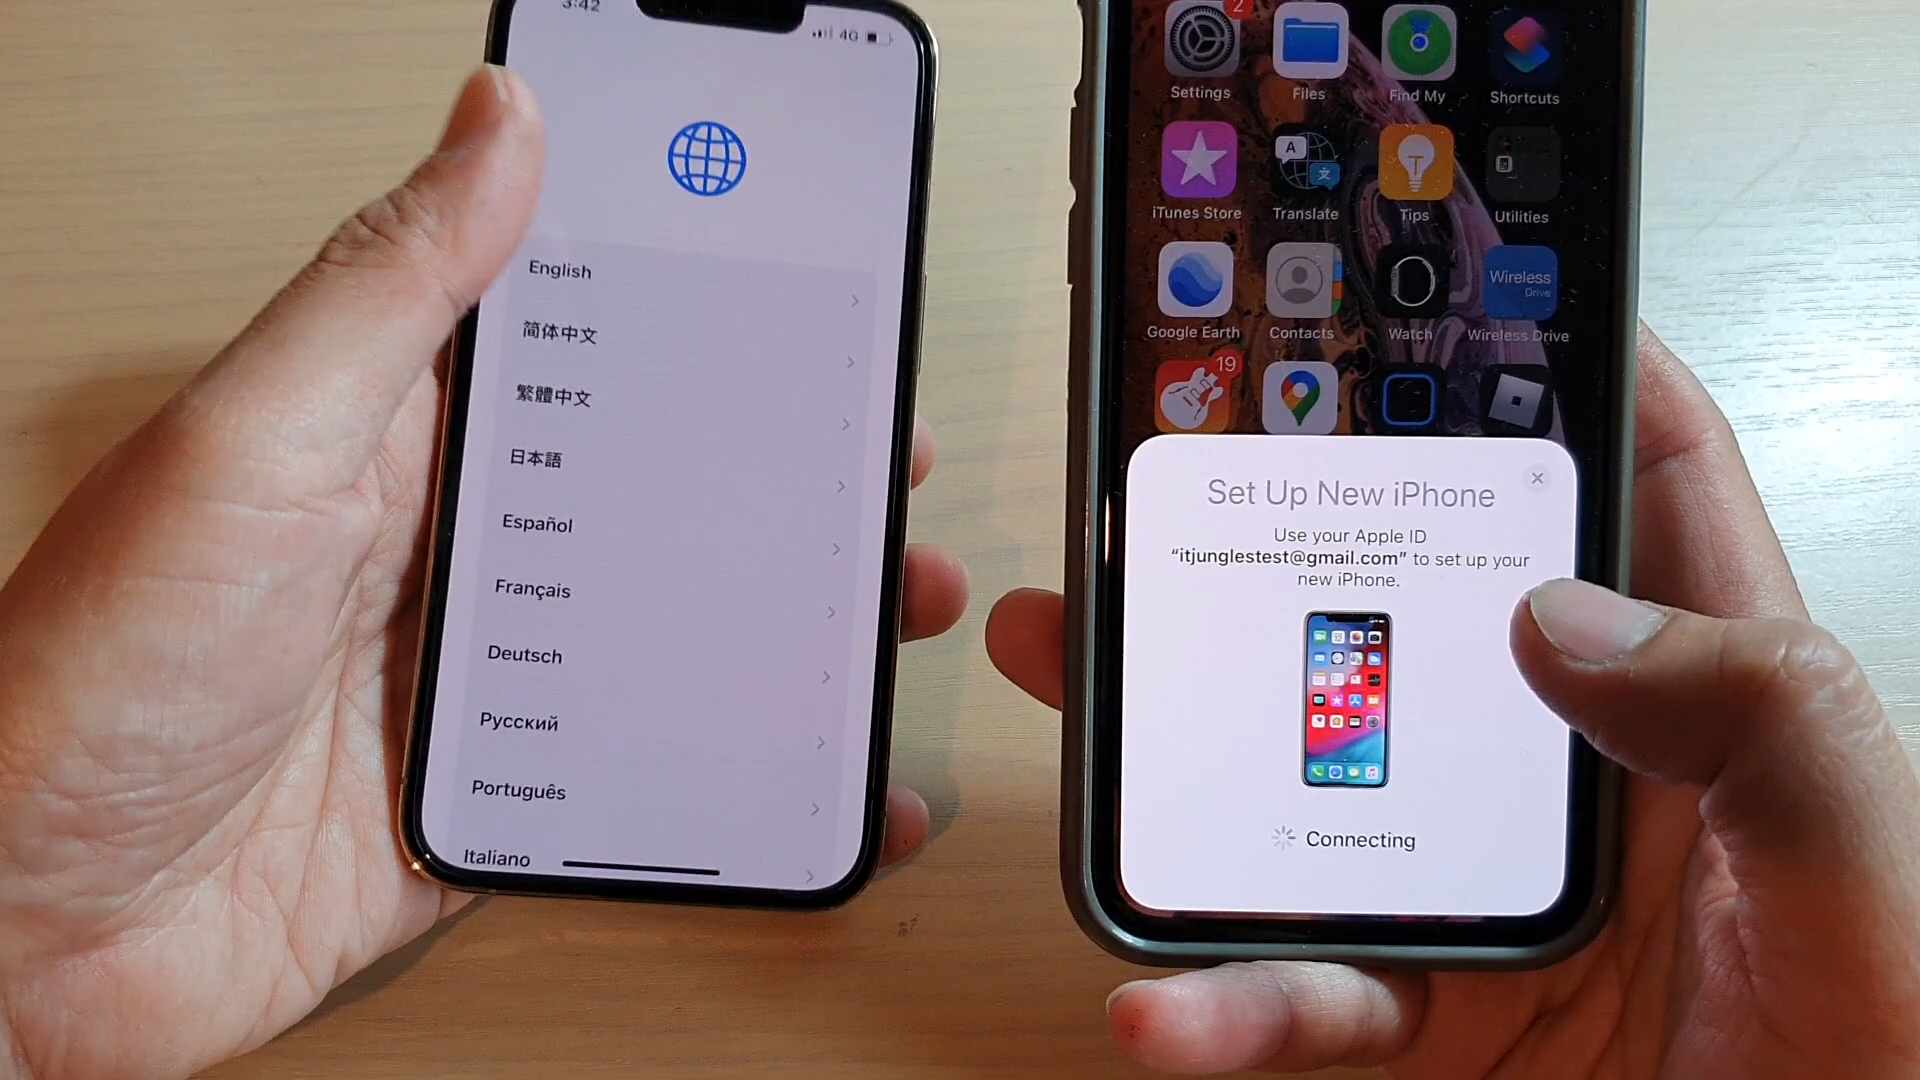 3:42
4G
English
简体中文
繁體中文
日本語
Español
Français
Deutsch
Русский
Português
Italiano
2
Settings
Files
Find My
Shortcuts
iTunes Store
A
文
Translate
Tips
Utilities
Google Earth
Contacts
Watch
Wireless
Drive
Wireless Drive
19
Set Up New iPhone
Use your Apple ID
“itjunglestest@gmail.com” to set up your
new iPhone.
Connecting